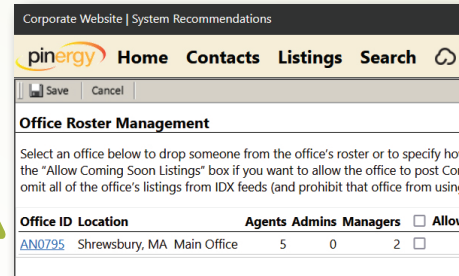 Corporate Website | System Recommendations
pinergy Home Contacts Listings Search
Save Cancel
Office Roster Management
Select an office below to drop someone from the office's roster or to specify ho
the "Allow Coming Soon Listings" box if you want to allow the office to post Co
omit all of the office's listings from IDX feeds (and prohibit that office from usin
Office ID Location Agents Admins Managers Allo
AN0795 Shrewsbury, MA Main Office 5 0 2